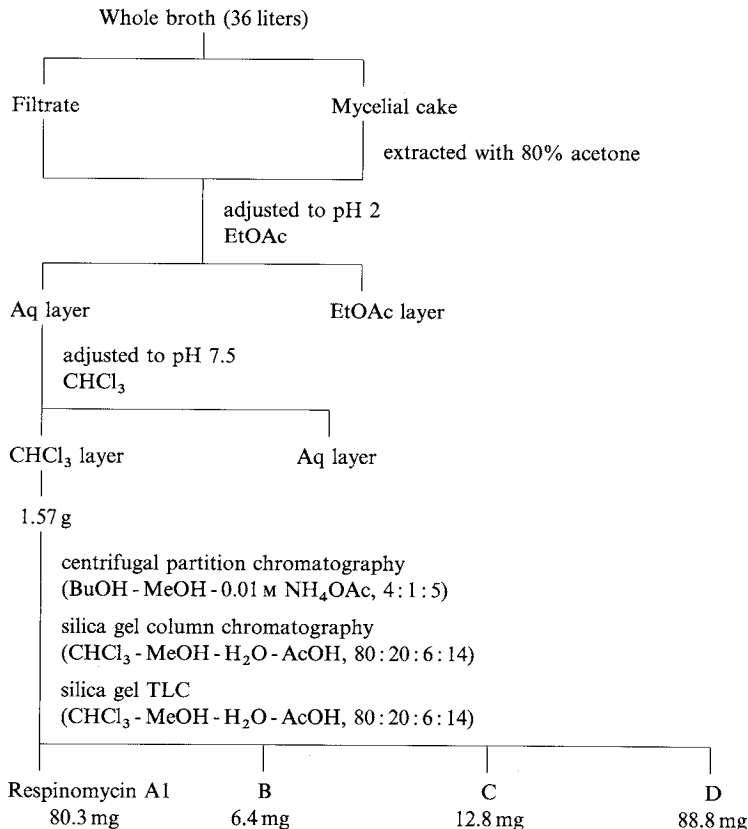 Whole broth (36 liters)
Filtrate
Mycelial cake
extracted with 80% acetone
adjusted to pH 2
EtOAc
Aq layer
EtOAc layer
adjusted to pH 7.5
CHCl₃
CHCl₃ layer
Aq layer
1.57 g
centrifugal partition chromatography
(BuOH - MeOH - 0.01 M NH₄OAc, 4 : 1 : 5)
silica gel column chromatography
(CHCl₃ - MeOH - H₂O - AcOH, 80 : 20 : 6 : 14)
silica gel TLC
(CHCl₃ - MeOH - H₂O - AcOH, 80 : 20 : 6 : 14)
Respinomycin A1 B C D
80.3 mg 6.4 mg 12.8 mg 88.8 mg